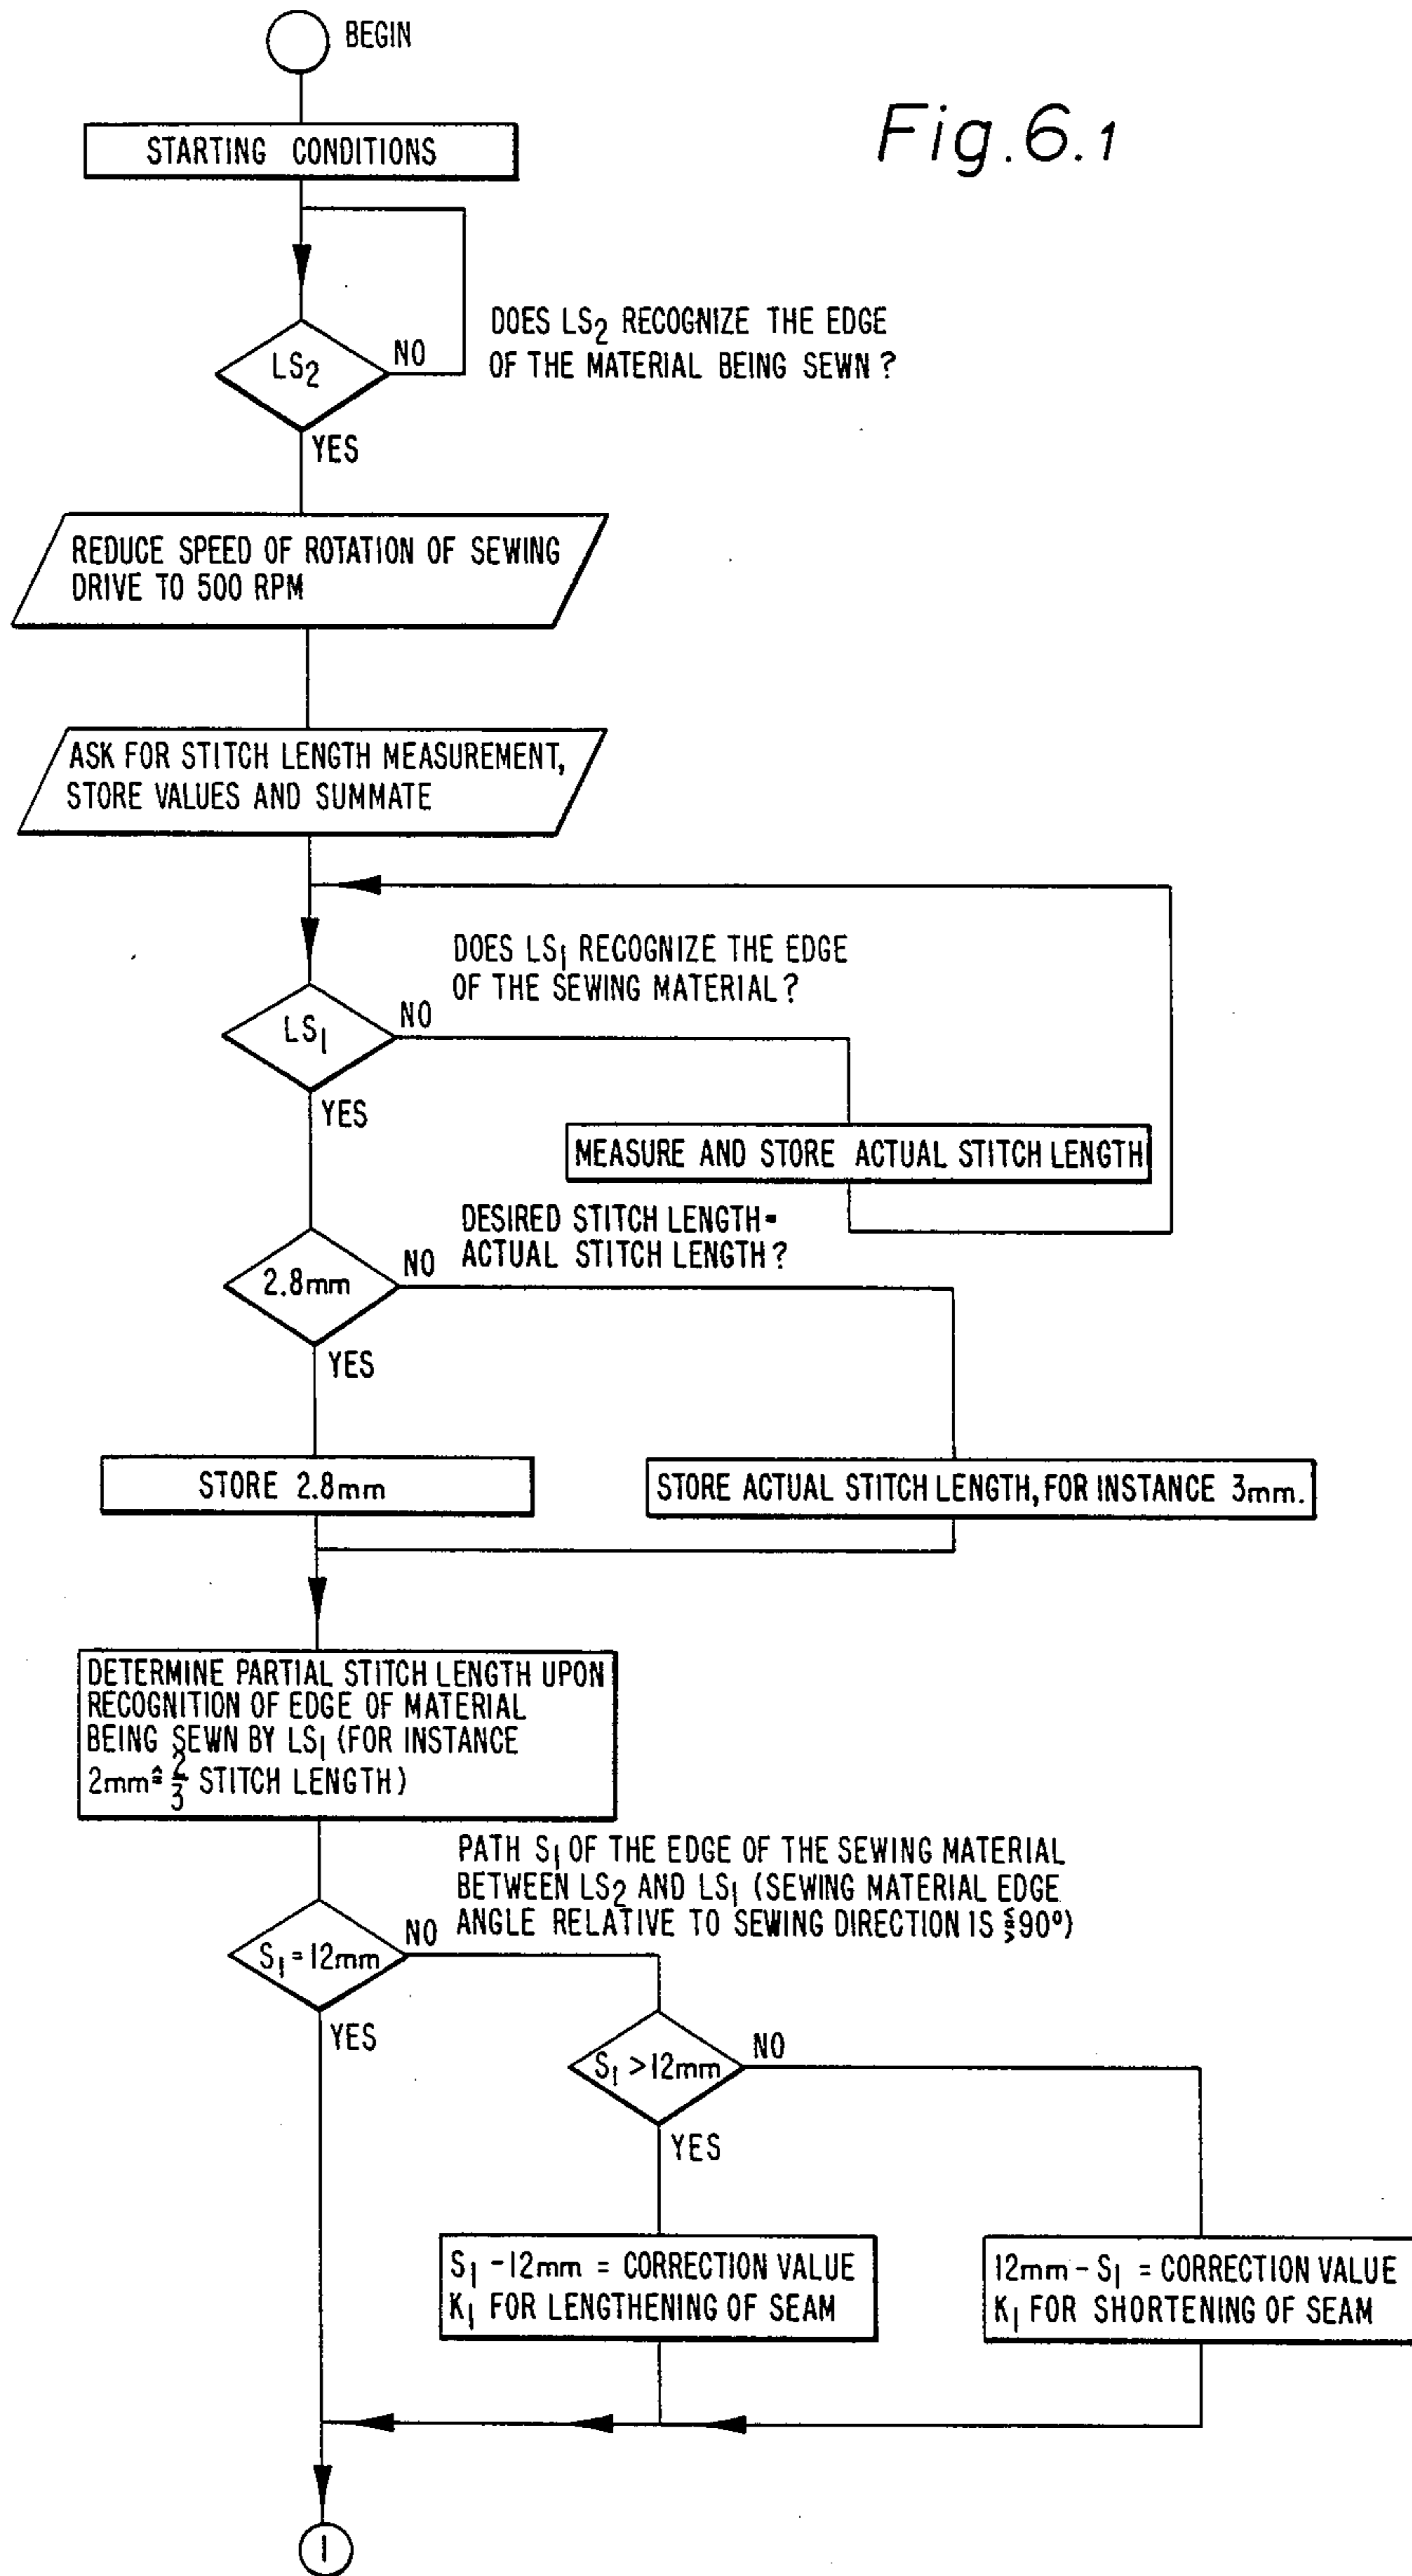 BEGIN
Fig.6.1
STARTING CONDITIONS
DOES LS₂ RECOGNIZE THE EDGE
OF THE MATERIAL BEING SEWN?
LS₂
NO
YES
REDUCE SPEED OF ROTATION OF SEWING
DRIVE TO 500 RPM
ASK FOR STITCH LENGTH MEASUREMENT,
STORE VALUES AND SUMMATE
DOES LS₁ RECOGNIZE THE EDGE
OF THE SEWING MATERIAL?
LS₁
NO
YES
MEASURE AND STORE ACTUAL STITCH LENGTH
DESIRED STITCH LENGTH=
ACTUAL STITCH LENGTH?
2.8mm
NO
YES
STORE 2.8mm
STORE ACTUAL STITCH LENGTH, FOR INSTANCE 3mm.
DETERMINE PARTIAL STITCH LENGTH UPON
RECOGNITION OF EDGE OF MATERIAL
BEING SEWN BY LS₁ (FOR INSTANCE
2mm≙2/3 STITCH LENGTH)
PATH S₁ OF THE EDGE OF THE SEWING MATERIAL
BETWEEN LS₂ AND LS₁ (SEWING MATERIAL EDGE
ANGLE RELATIVE TO SEWING DIRECTION IS ⪋90°)
S₁=12mm
NO
YES
S₁>12mm
NO
YES
S₁-12mm = CORRECTION VALUE
K₁ FOR LENGTHENING OF SEAM
12mm-S₁ = CORRECTION VALUE
K₁ FOR SHORTENING OF SEAM
1